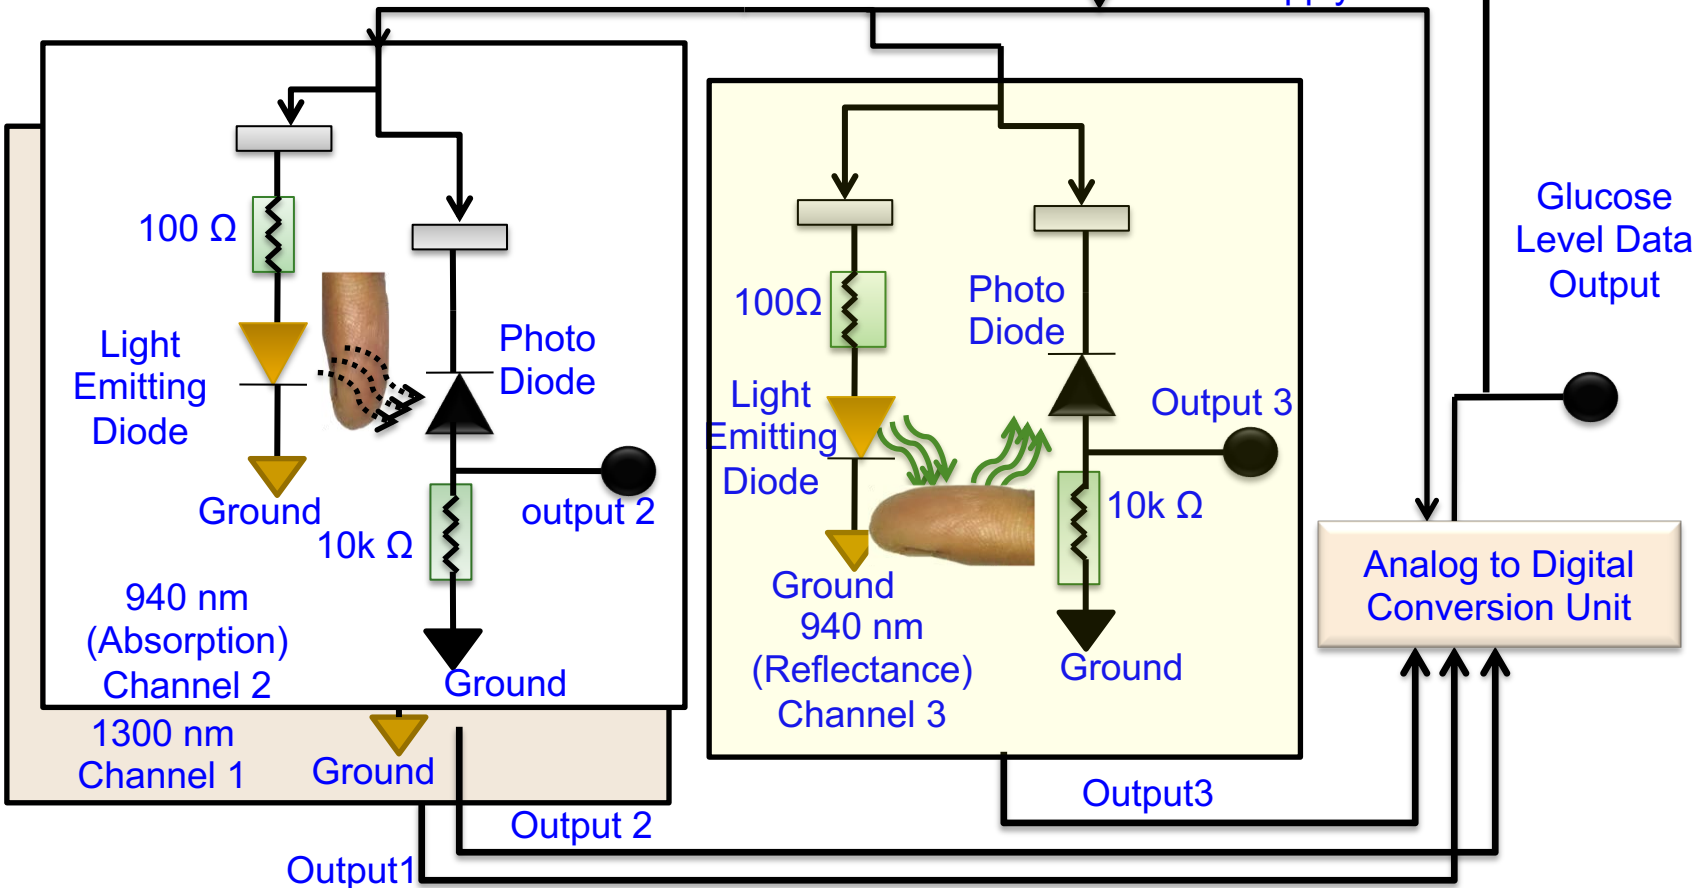 100 Ω
Light
Emitting
Diode
Ground
Photo
Diode
output 2
10k Ω
Ground
940 nm
(Absorption)
Channel 2
1300 nm
Channel 1
Ground
Output 2
Output1
100Ω
Light
Emitting
Diode
Ground
Photo
Diode
Output 3
10k Ω
Ground
940 nm
(Reflectance)
Channel 3
Output3
Glucose
Level Data
Output
Analog to Digital
Conversion Unit